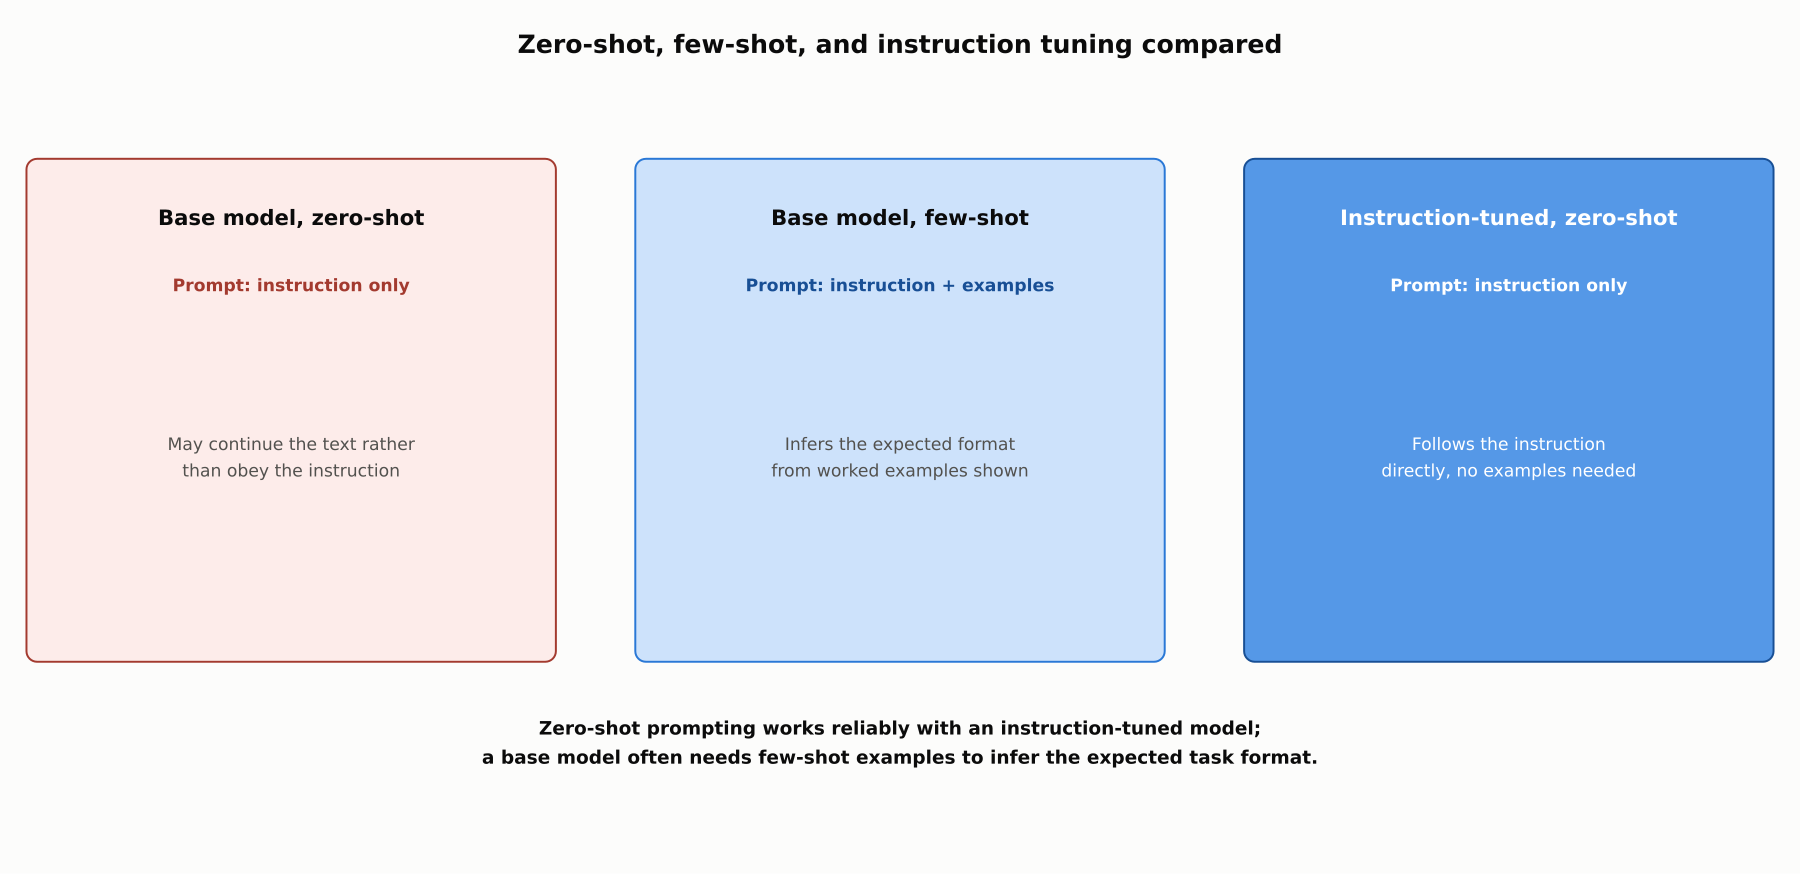 Zero-shot, few-shot, and instruction tuning compared
Base model, zero-shot
Prompt: instruction only
May continue the text rather
than obey the instruction
Base model, few-shot
Prompt: instruction + examples
Infers the expected format
from worked examples shown
Instruction-tuned, zero-shot
Prompt: instruction only
Follows the instruction
directly, no examples needed
Zero-shot prompting works reliably with an instruction-tuned model;
a base model often needs few-shot examples to infer the expected task format.